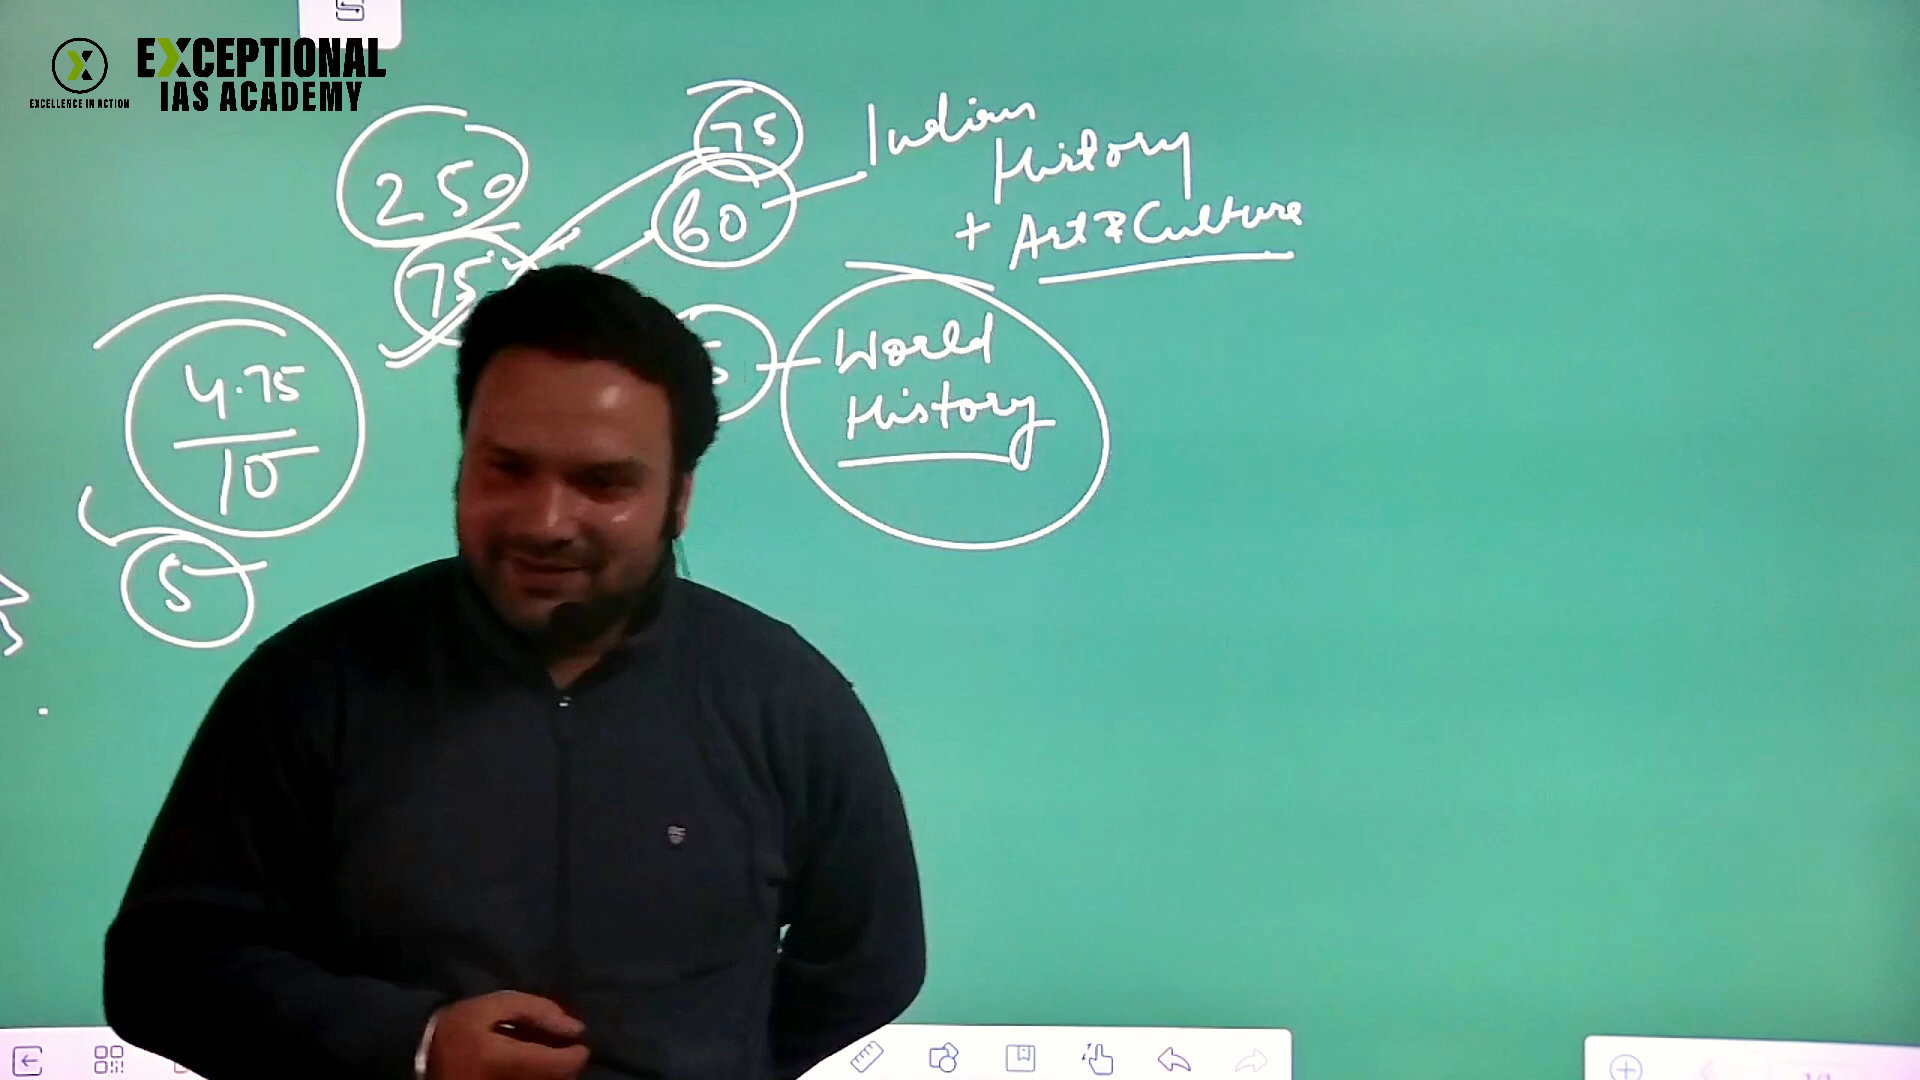 EXCEPTIONAL
IAS ACADEMY
EXCELLENCE IN ACTION
250
75
75
60
Indian
History
+ Art & Culture
World
History
4.75
10
5